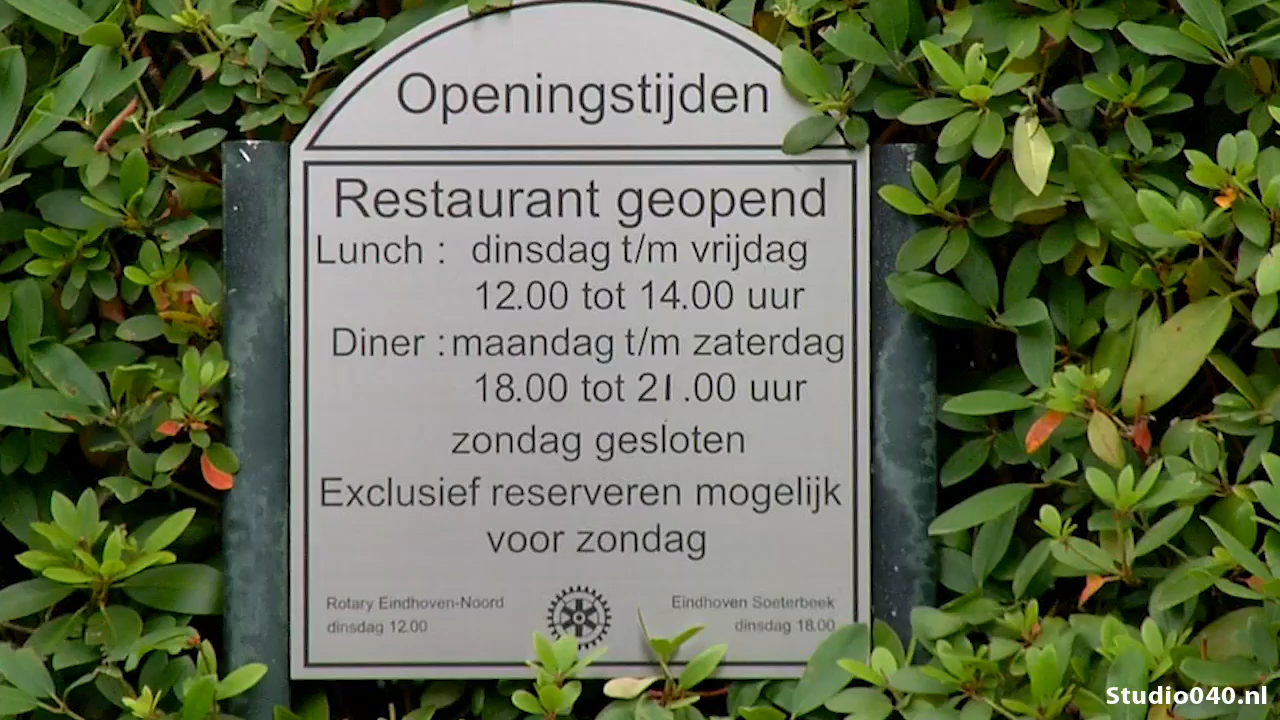 Openingstijden
Restaurant geopend
Lunch : dinsdag t/m vrijdag
12.00 tot 14.00 uur
Diner : maandag t/m zaterdag
18.00 tot 21.00 uur
zondag gesloten
Exclusief reserveren mogelijk
voor zondag
Rotary Eindhoven-Noord
dinsdag 12.00
Eindhoven Soeterbeek
dinsdag 18.00
Studio040.nl